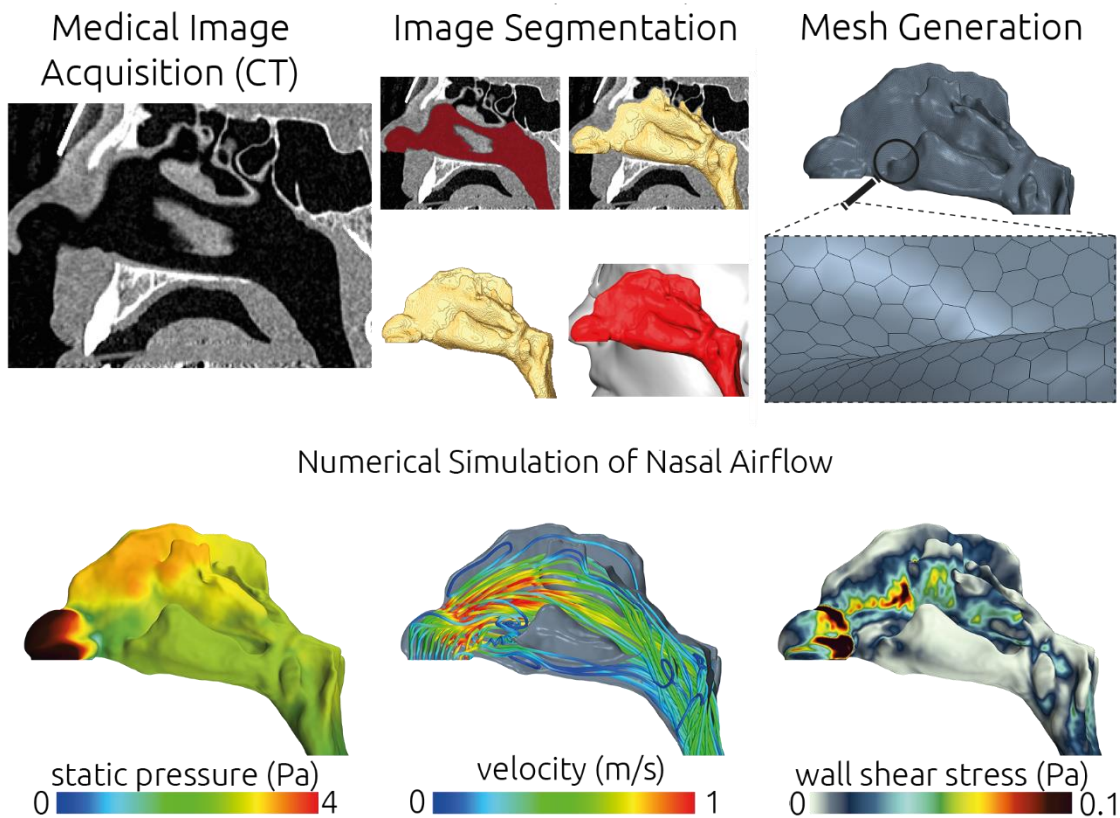 Medical Image
Acquisition (CT)
Image Segmentation
Mesh Generation
Numerical Simulation of Nasal Airflow
static pressure (Pa)
0 4
velocity (m/s)
0 1
wall shear stress (Pa)
0 0.1